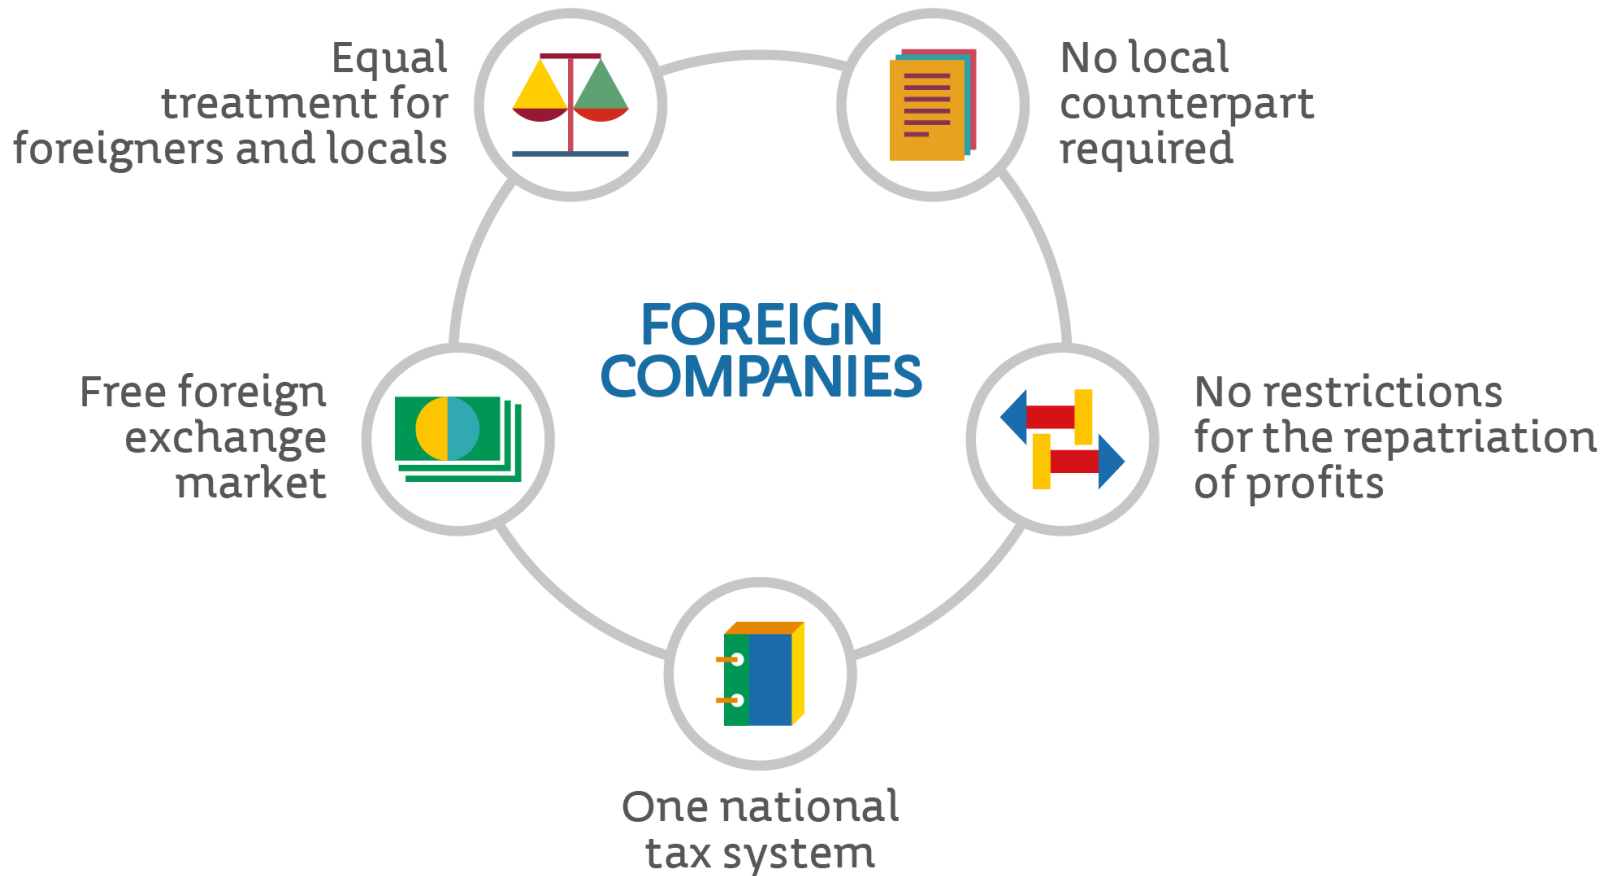 Equal
treatment for
foreigners and locals
No local
counterpart
required
FOREIGN
COMPANIES
Free foreign
exchange
market
No restrictions
for the repatriation
of profits
One national
tax system